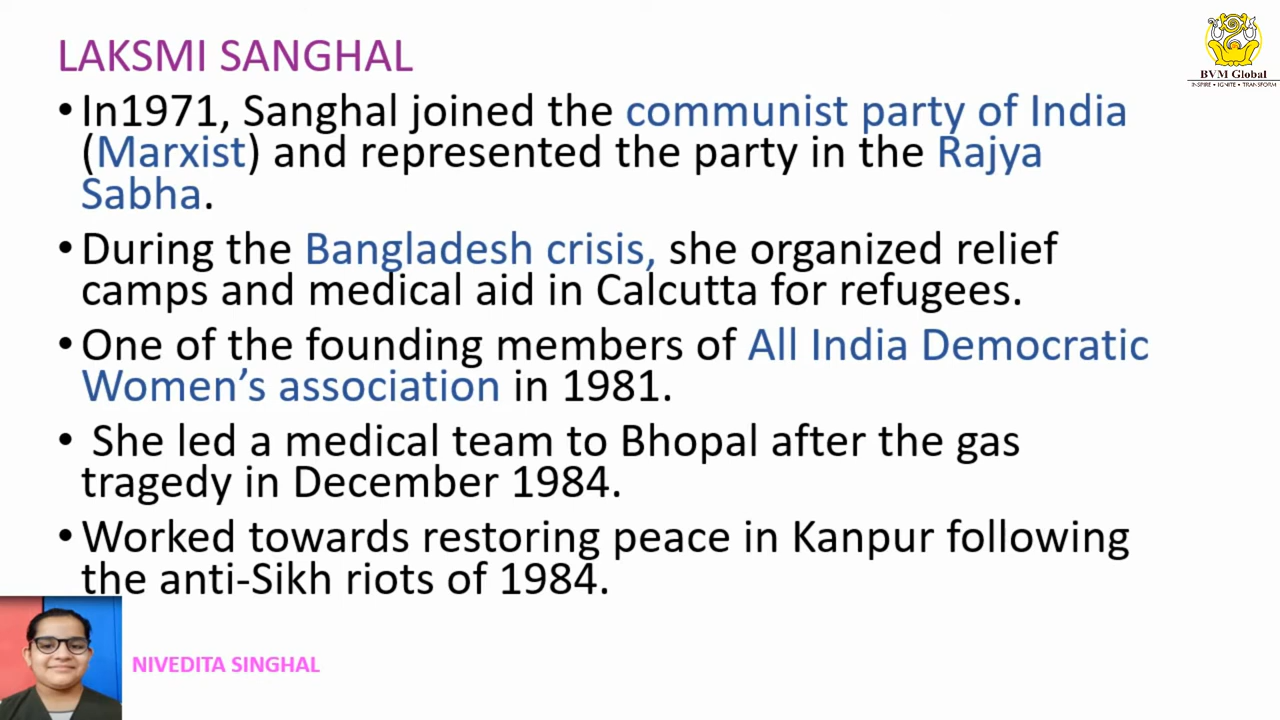 LAKSMI SANGHAL
BVM Global
INSPIRE • IGNITE • TRANSFORM
• In1971, Sanghal joined the communist party of India
(Marxist) and represented the party in the Rajya
Sabha.
• During the Bangladesh crisis, she organized relief
camps and medical aid in Calcutta for refugees.
• One of the founding members of All India Democratic
Women’s association in 1981.
• She led a medical team to Bhopal after the gas
tragedy in December 1984.
• Worked towards restoring peace in Kanpur following
the anti-Sikh riots of 1984.
NIVEDITA SINGHAL